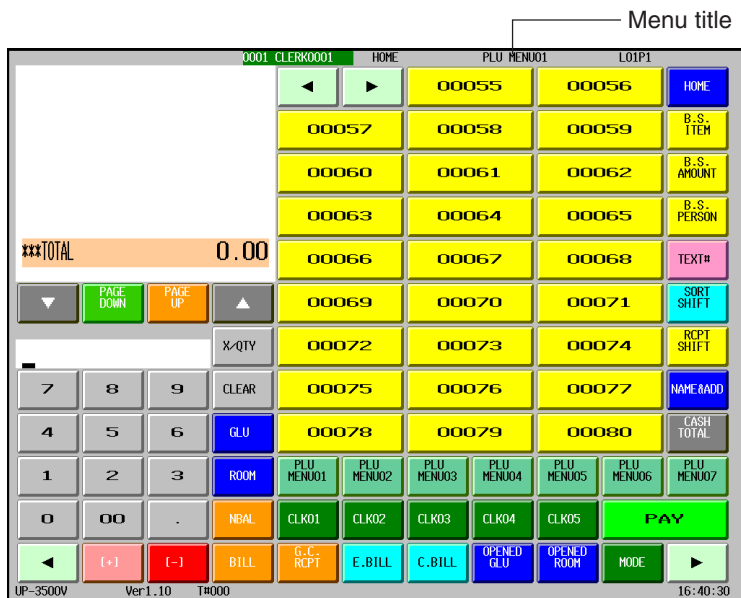 Menu title
0001 CLERK0001 HOME PLU MENU01 L01P1
◀ ▶ 00055 00056 HOME
00057 00058 00059 B.S. ITEM
00060 00061 00062 B.S. AMOUNT
00063 00064 00065 B.S. PERSON
***TOTAL 0.00 00066 00067 00068 TEXT#
▼ PAGE DOWN PAGE UP ▲ 00069 00070 00071 SORT SHIFT
X/QTY 00072 00073 00074 RCPT SHIFT
7 8 9 CLEAR 00075 00076 00077 NAME&ADD
4 5 6 GLU 00078 00079 00080 CASH TOTAL
1 2 3 ROOM PLU MENU01 PLU MENU02 PLU MENU03 PLU MENU04 PLU MENU05 PLU MENU06 PLU MENU07
0 00 . NBAL CLK01 CLK02 CLK03 CLK04 CLK05 PAY
◀ [+] [-] BILL G.C. RCPT E.BILL C.BILL OPENED GLU OPENED ROOM MODE ▶
UP-3500V Ver1.10 T#000 16:40:30